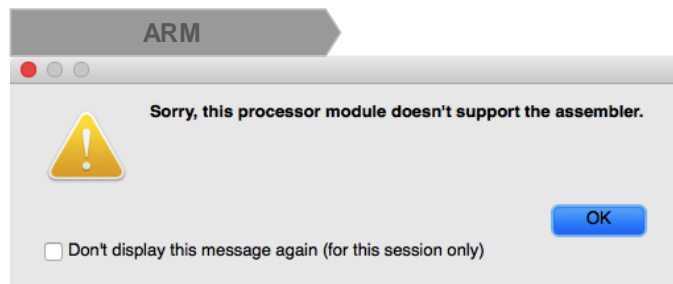 ARM
Sorry, this processor module doesn't support the assembler.
OK
Don't display this message again (for this session only)